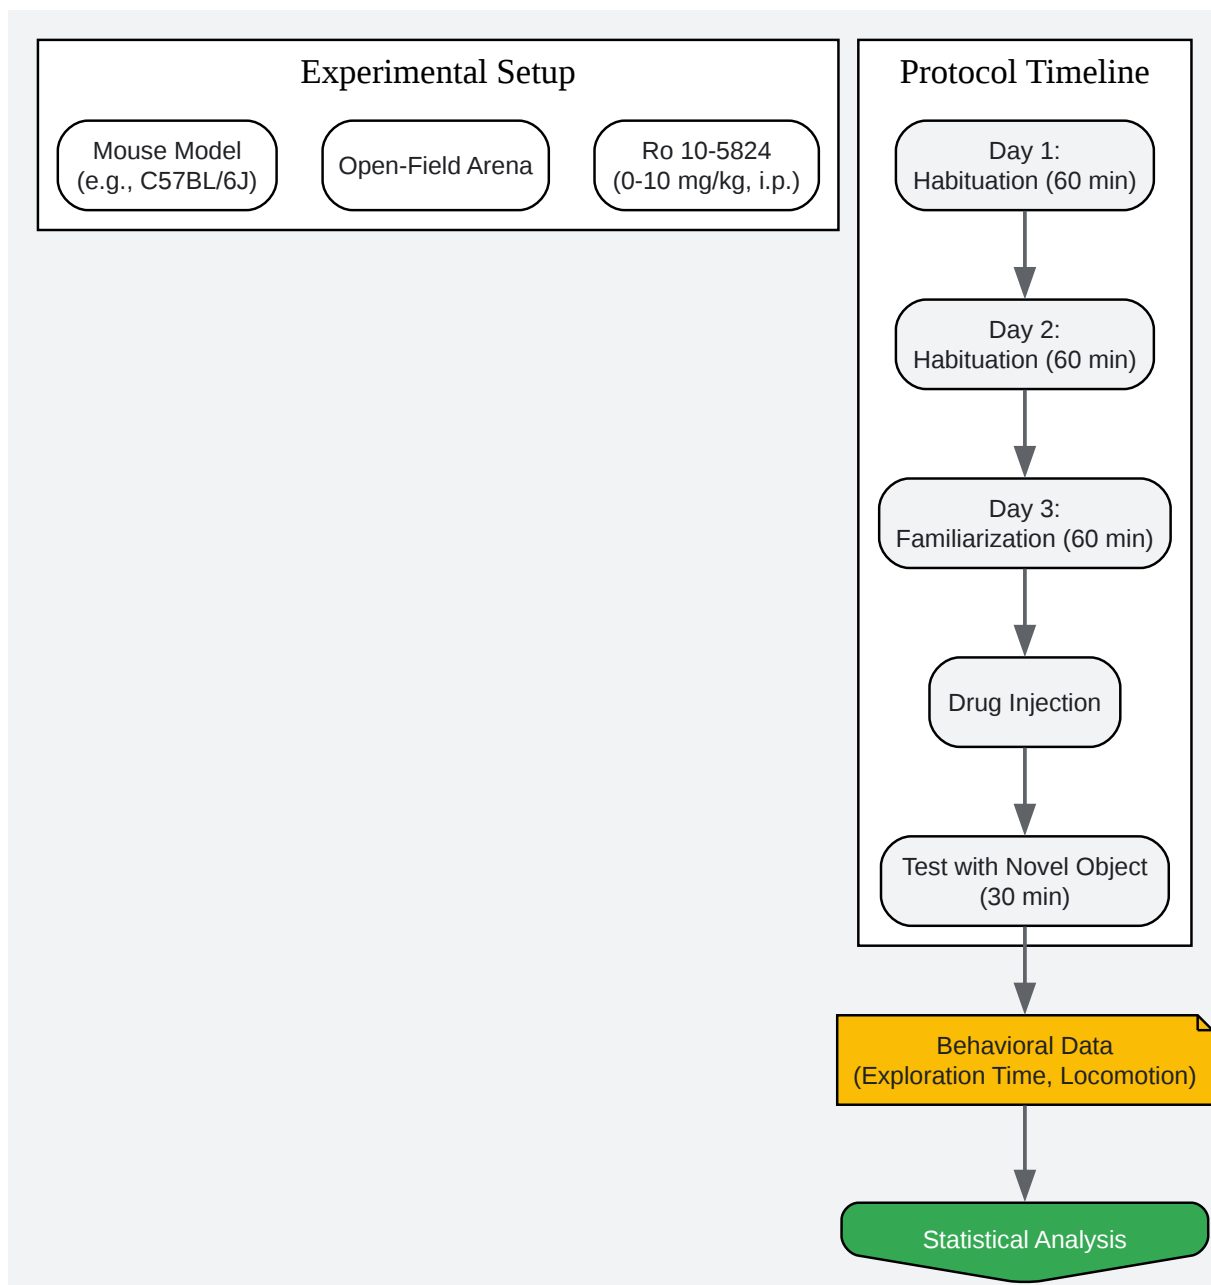 Experimental Setup
Mouse Model
(e.g., C57BL/6J)
Open-Field Arena
Ro 10-5824
(0-10 mg/kg, i.p.)
Protocol Timeline
Day 1:
Habituation (60 min)
Day 2:
Habituation (60 min)
Day 3:
Familiarization (60 min)
Drug Injection
Test with Novel Object
(30 min)
Behavioral Data
(Exploration Time, Locomotion)
Statistical Analysis